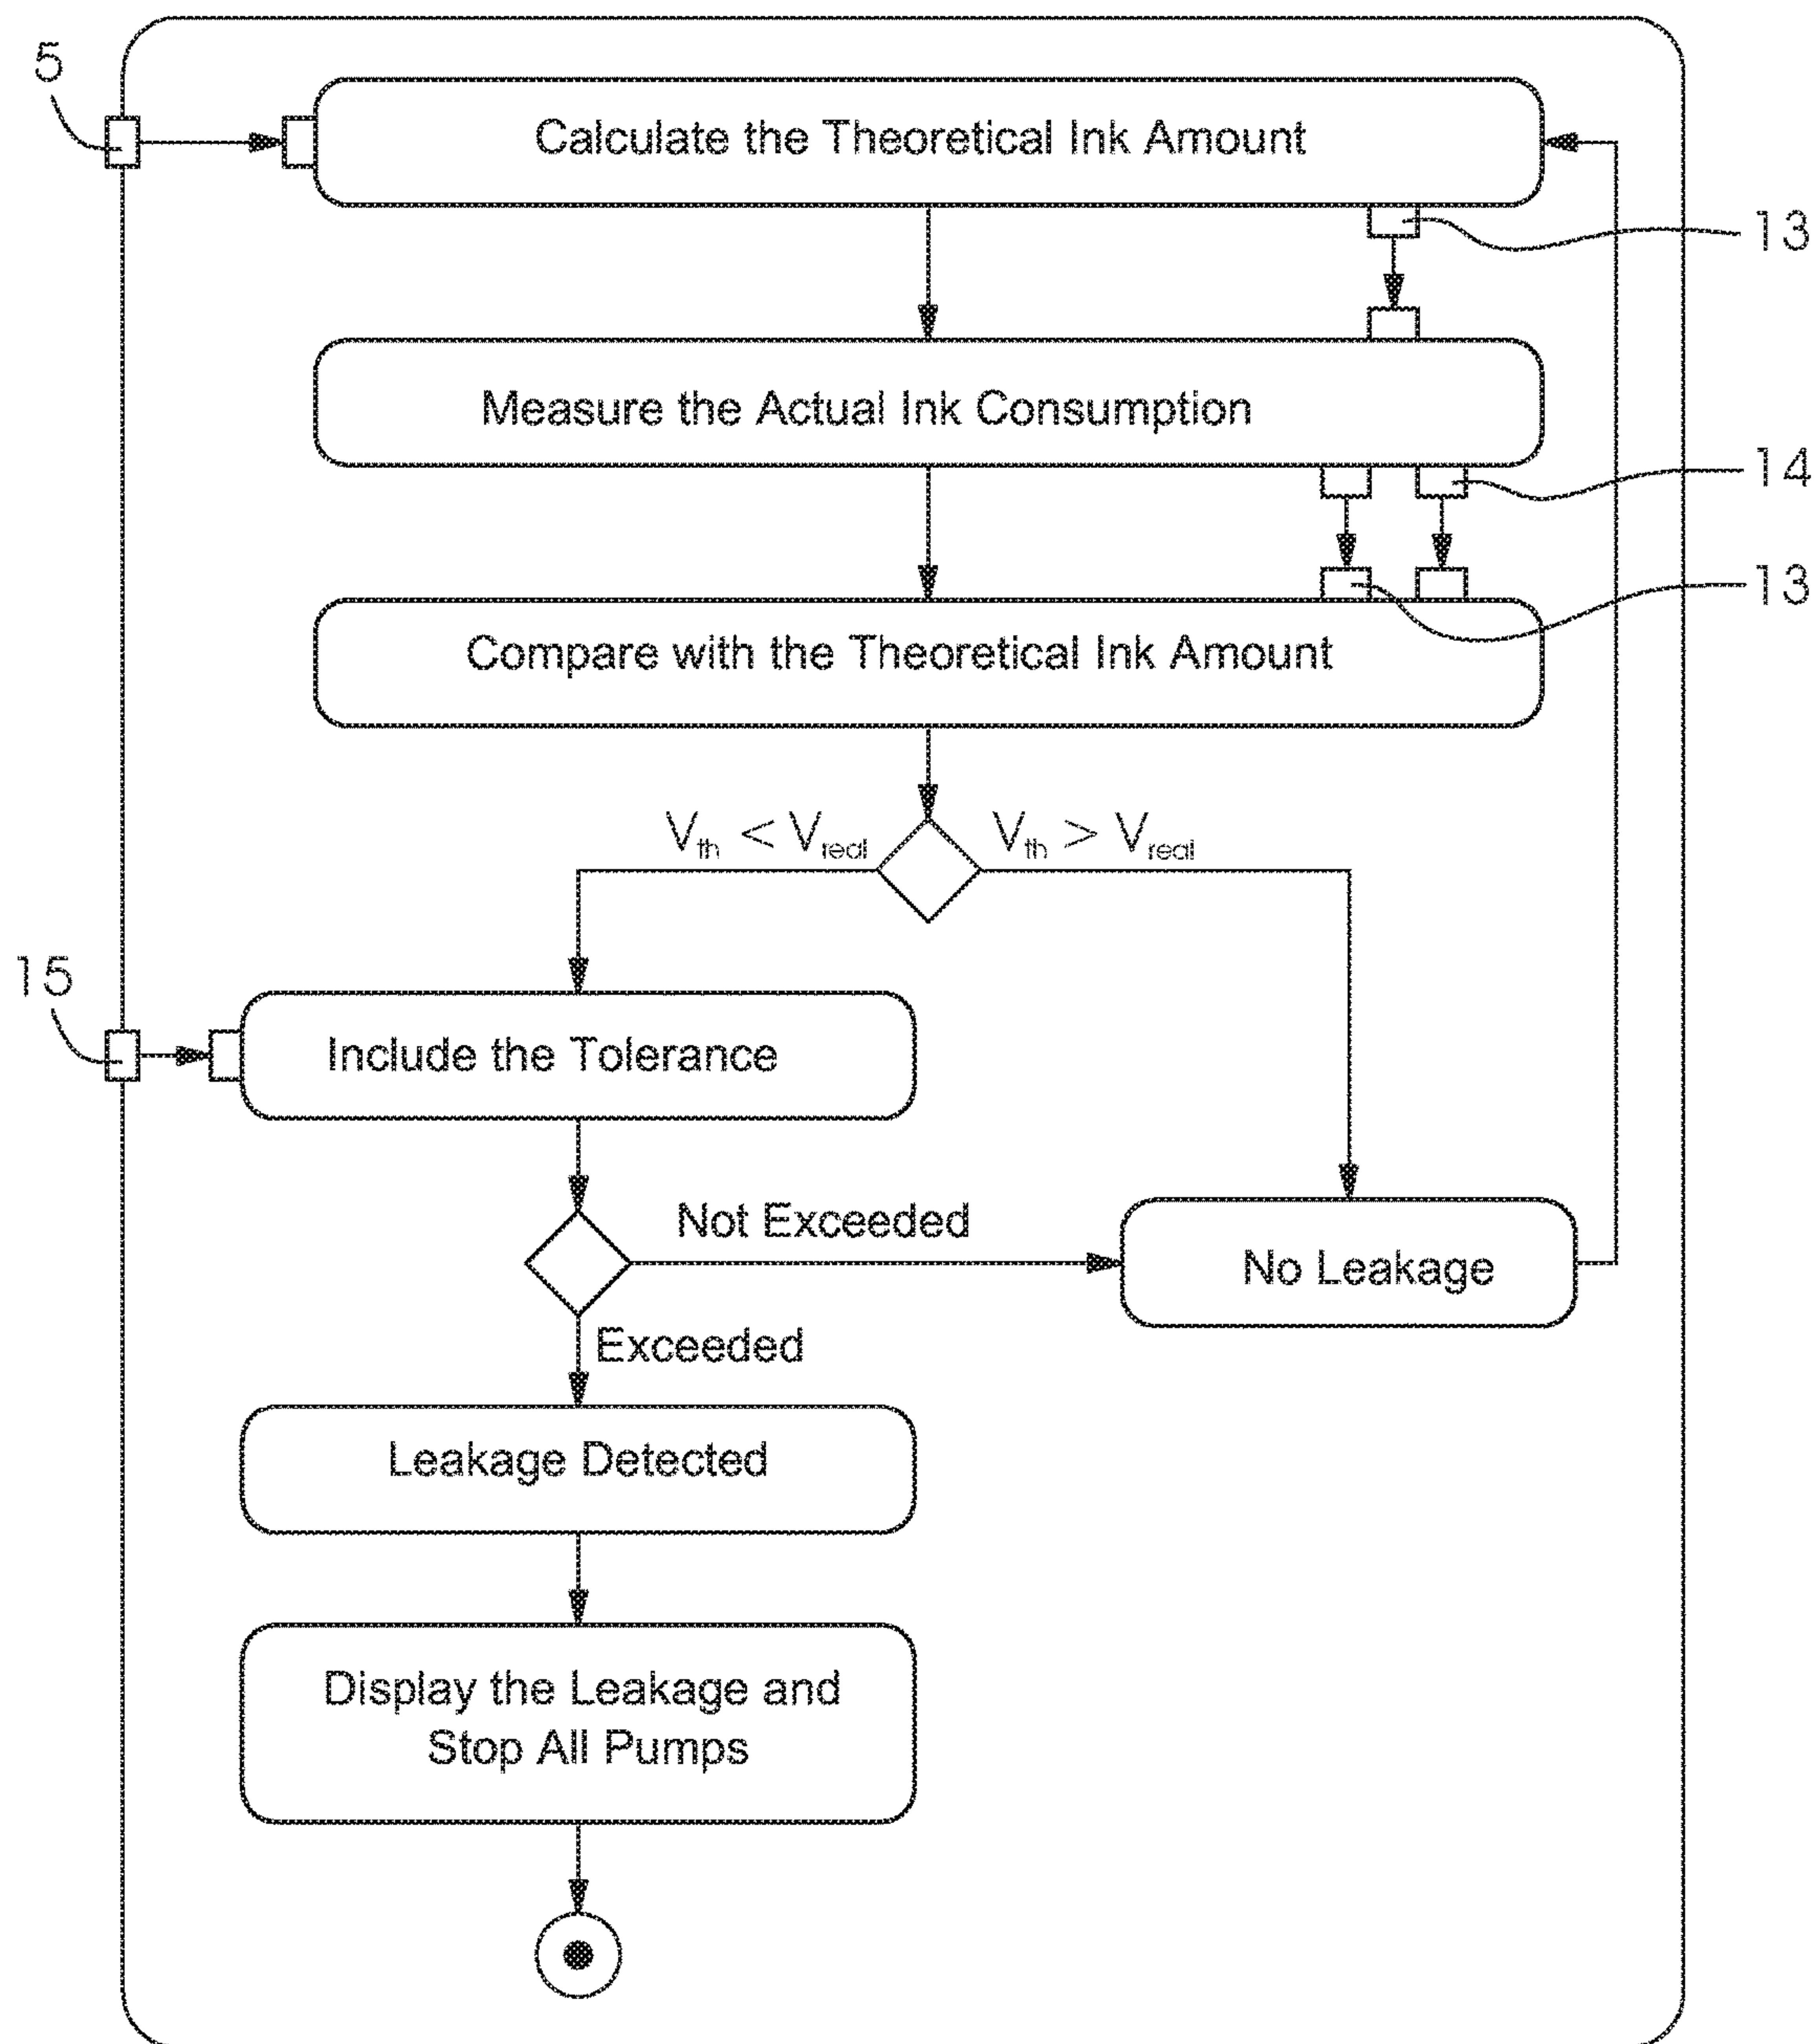 5
Calculate the Theoretical Ink Amount
13
Measure the Actual Ink Consumption
14
13
Compare with the Theoretical Ink Amount
Vth < Vreal
Vth > Vreal
15
Include the Tolerance
Not Exceeded
No Leakage
Exceeded
Leakage Detected
Display the Leakage and
Stop All Pumps